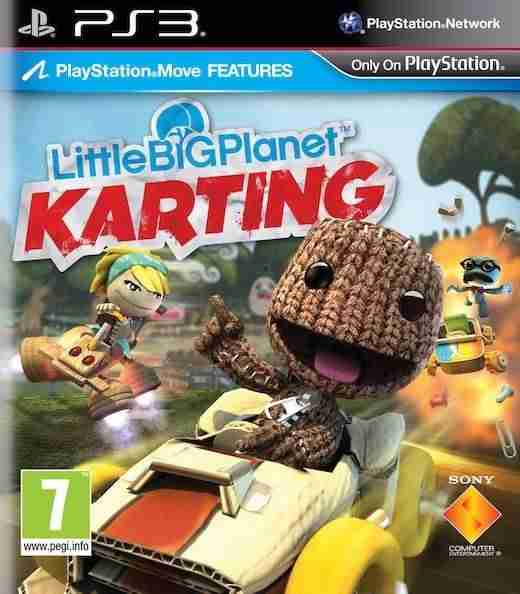 PS3
PlayStation®Network
PlayStation®Move FEATURES
Only On PlayStation®
LittleBIGPlanet™
KARTING
7
www.pegi.info
SONY
COMPUTER
ENTERTAINMENT®